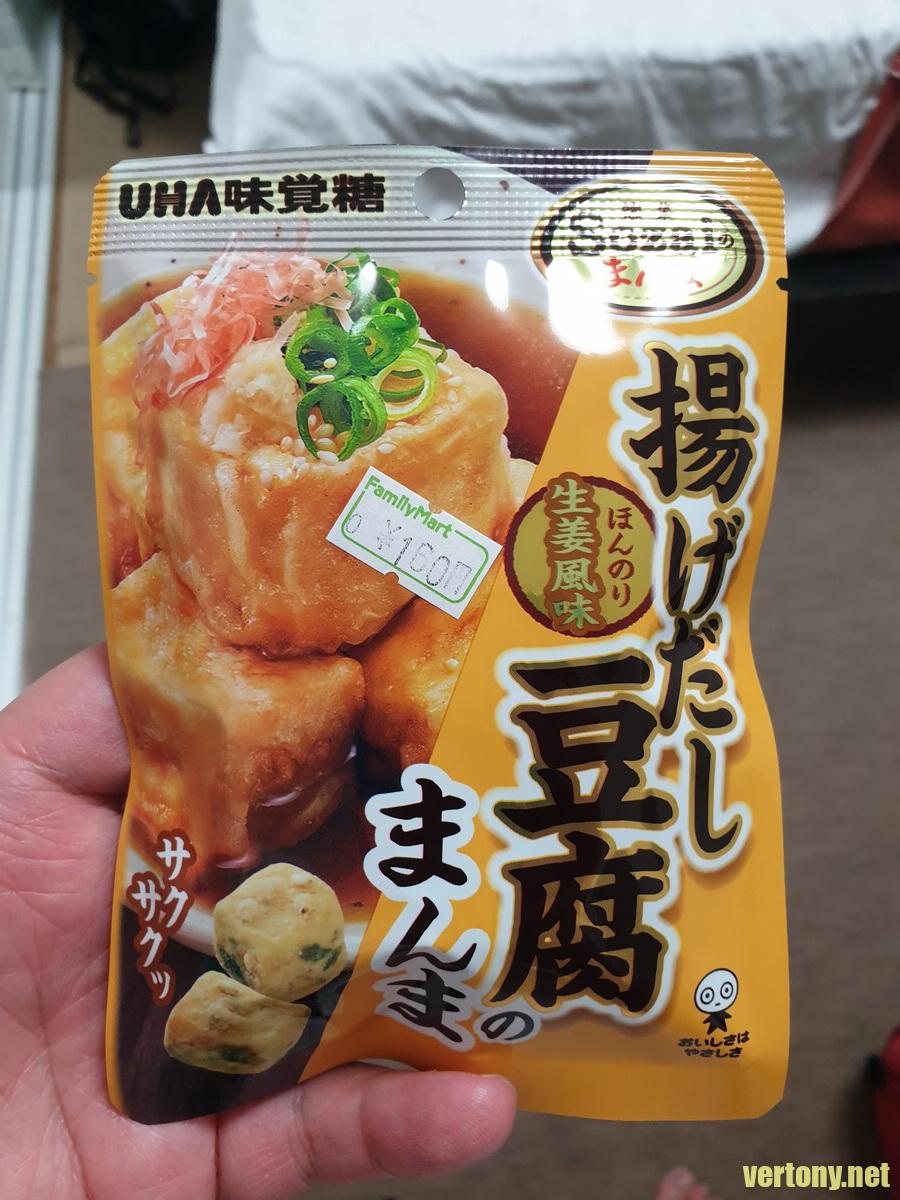 UHA味覚糖
Sozaiの
まんま
揚げだし
豆腐
の
まんま
ほんのり
生姜風味
FamilyMart
0 ¥1607
サク
サクッ
おいしさは
やさしさ
vertony.net